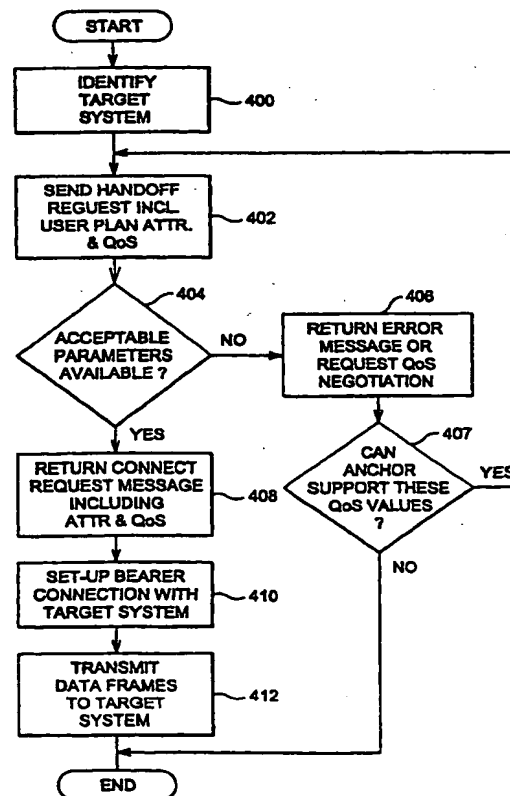 START
IDENTIFY
TARGET
SYSTEM
400
SEND HANDOFF
REGUEST INCL.
USER PLAN ATTR.
& QoS
402
404
ACCEPTABLE
PARAMETERS
AVAILABLE ?
NO
YES
406
RETURN ERROR
MESSAGE OR
REQUEST QoS
NEGOTIATION
407
CAN
ANCHOR
SUPPORT THESE
QoS VALUES
?
YES
NO
RETURN CONNECT
REQUEST MESSAGE
INCLUDING
ATTR & QoS
408
SET-UP BEARER
CONNECTION WITH
TARGET SYSTEM
410
TRANSMIT
DATA FRAMES
TO TARGET
SYSTEM
412
END